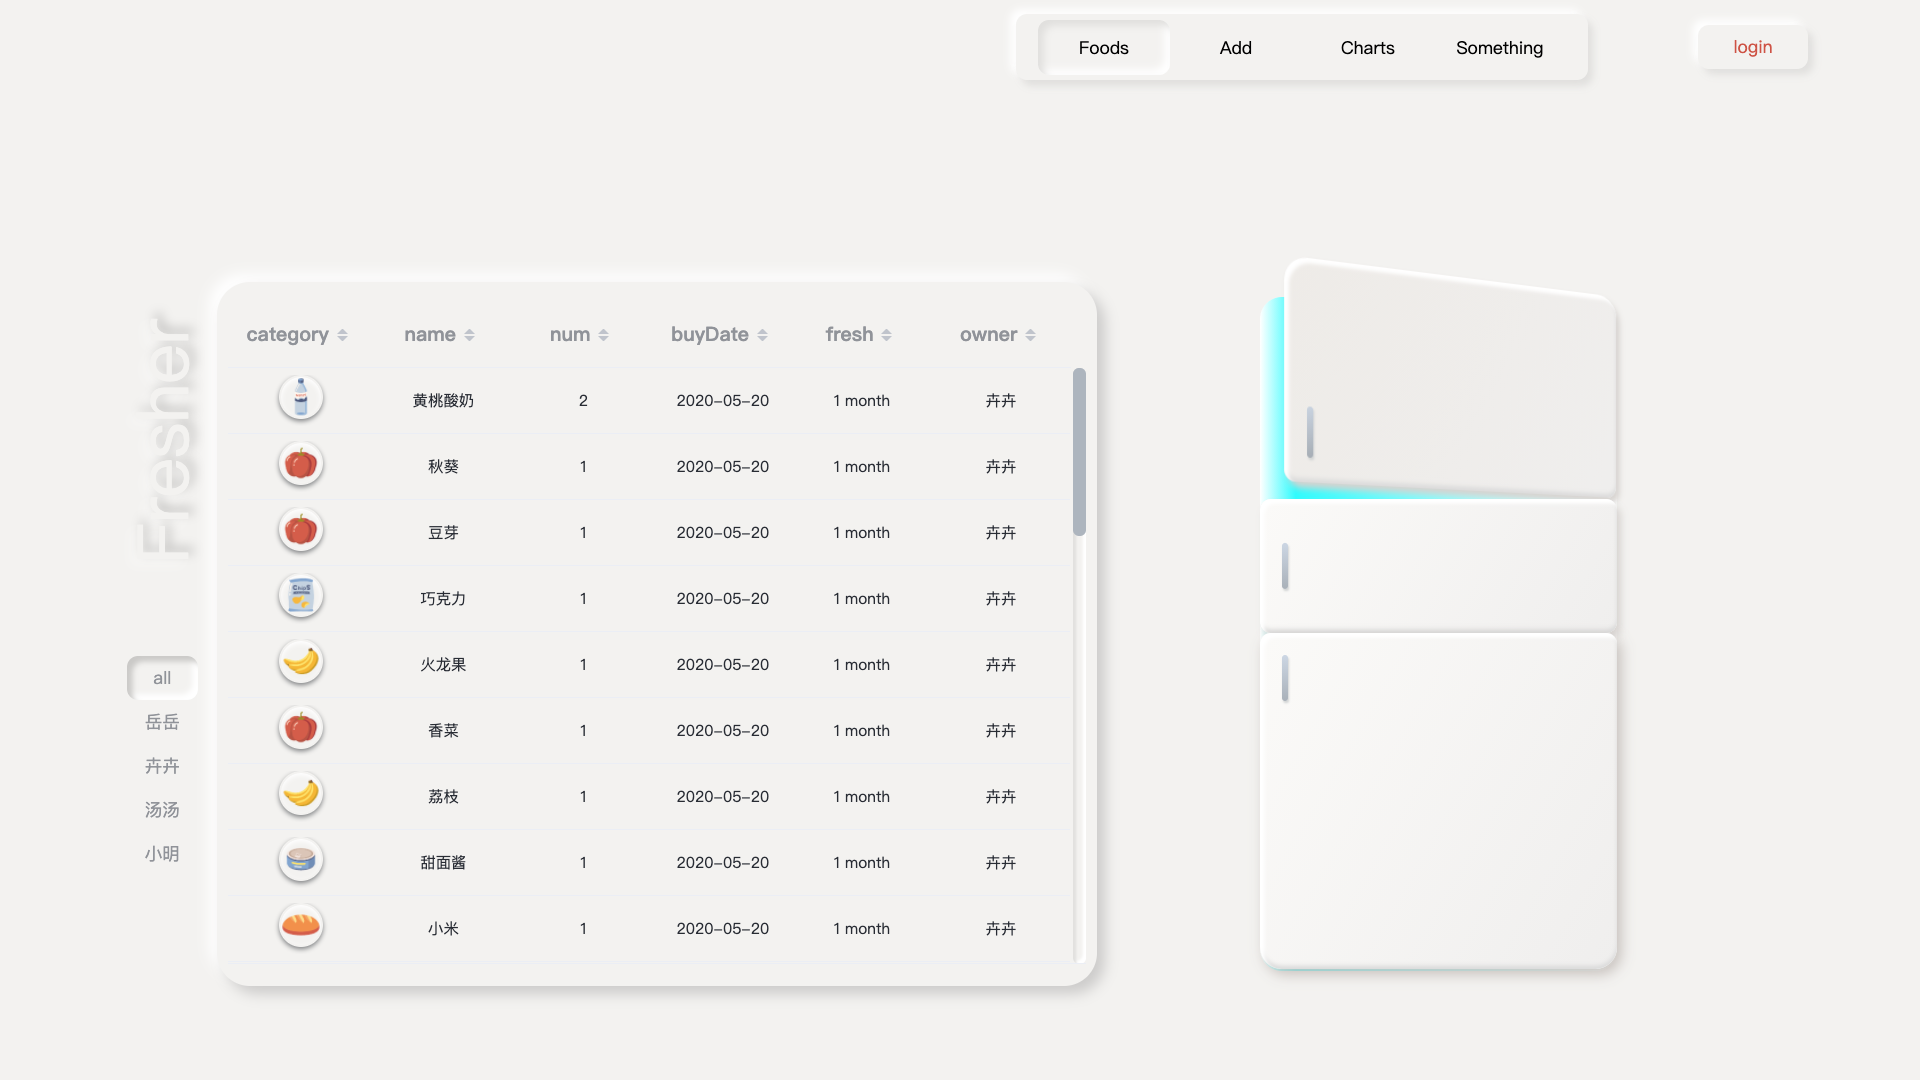 Foods Add Charts Something login
Fresher
category name num buyDate fresh owner
黄桃酸奶 2 2020-05-20 1 month 卉卉
秋葵 1 2020-05-20 1 month 卉卉
豆芽 1 2020-05-20 1 month 卉卉
巧克力 1 2020-05-20 1 month 卉卉
火龙果 1 2020-05-20 1 month 卉卉
香菜 1 2020-05-20 1 month 卉卉
荔枝 1 2020-05-20 1 month 卉卉
甜面酱 1 2020-05-20 1 month 卉卉
小米 1 2020-05-20 1 month 卉卉
all
岳岳
卉卉
汤汤
小明